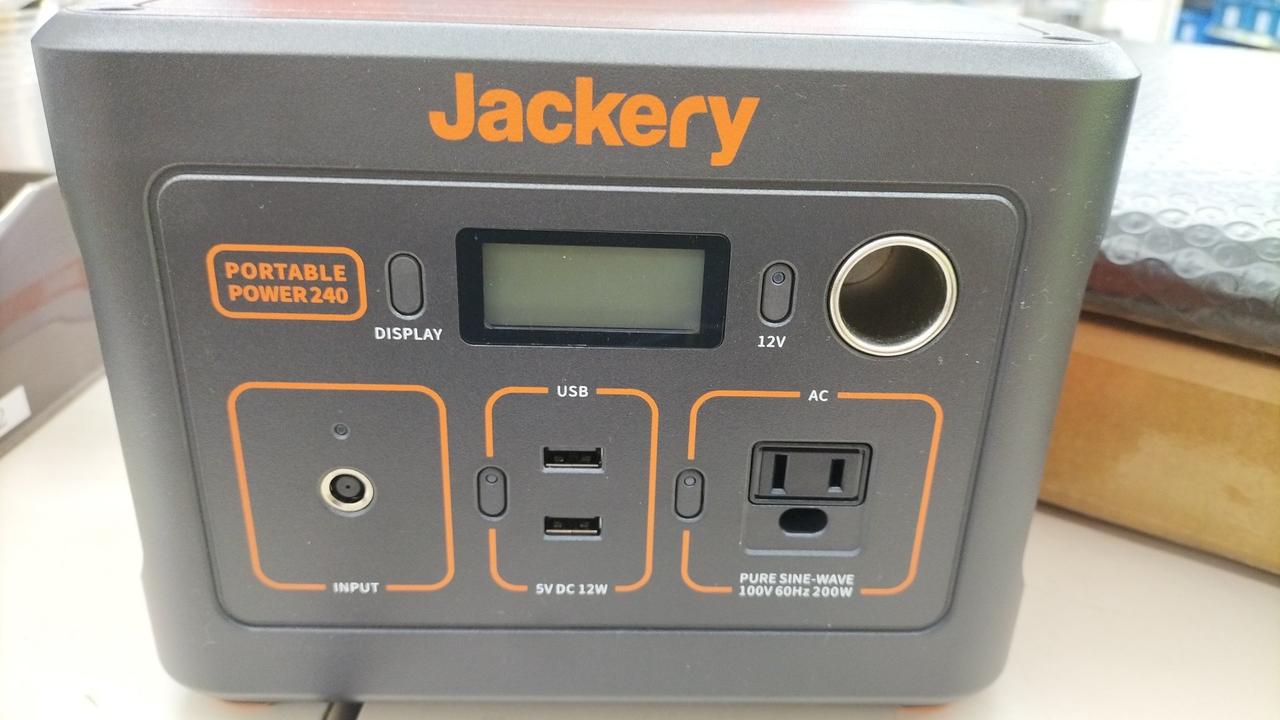 Jackery
PORTABLE
POWER 240
DISPLAY
12V
USB
AC
INPUT
5V DC 12W
PURE SINE-WAVE
100V 60Hz 200W